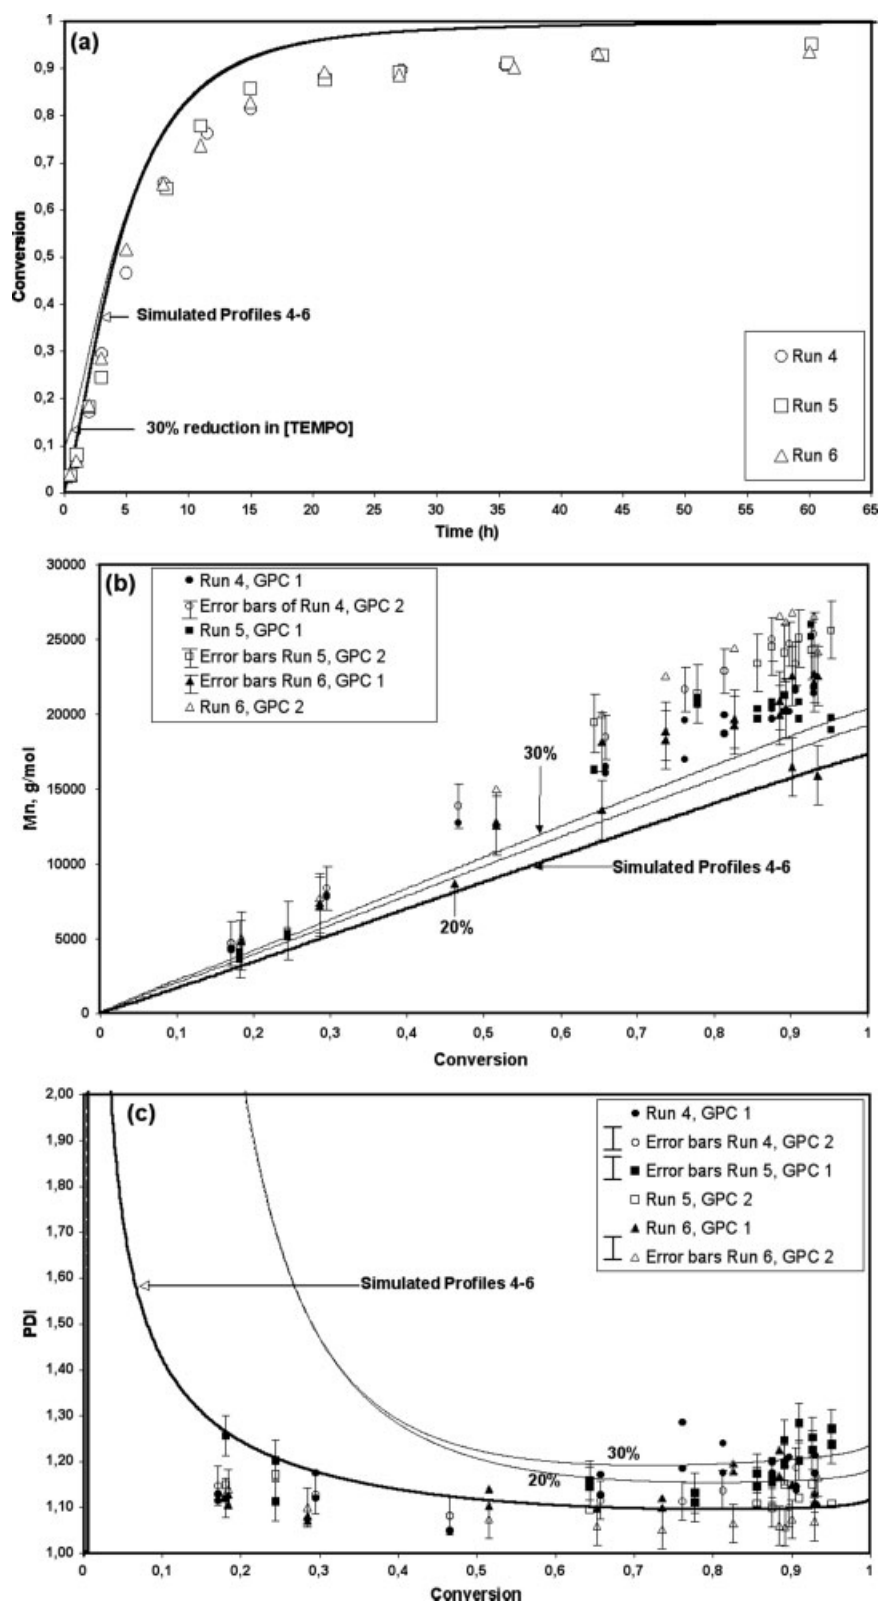 (a)
1
0,9
0,8
0,7
0,6
0,5
0,4
0,3
0,2
0,1
0
Conversion
Simulated Profiles 4-6
30% reduction in [TEMPO]
Run 4
Run 5
Run 6
0 5 10 15 20 25 30 35 40 45 50 55 60 65
Time (h)
(b)
30000
25000
20000
15000
10000
5000
0
Mn, g/mol
Run 4, GPC 1
Error bars of Run 4, GPC 2
Run 5, GPC 1
Error bars Run 5, GPC 2
Error bars Run 6, GPC 1
Run 6, GPC 2
30%
Simulated Profiles 4-6
20%
0 0,1 0,2 0,3 0,4 0,5 0,6 0,7 0,8 0,9 1
Conversion
(c)
2,00
1,90
1,80
1,70
1,60
1,50
1,40
1,30
1,20
1,10
1,00
PDI
Run 4, GPC 1
Error bars Run 4, GPC 2
Error bars Run 5, GPC 1
Run 5, GPC 2
Run 6, GPC 1
Error bars Run 6, GPC 2
Simulated Profiles 4-6
30%
20%
0 0,1 0,2 0,3 0,4 0,5 0,6 0,7 0,8 0,9 1
Conversion